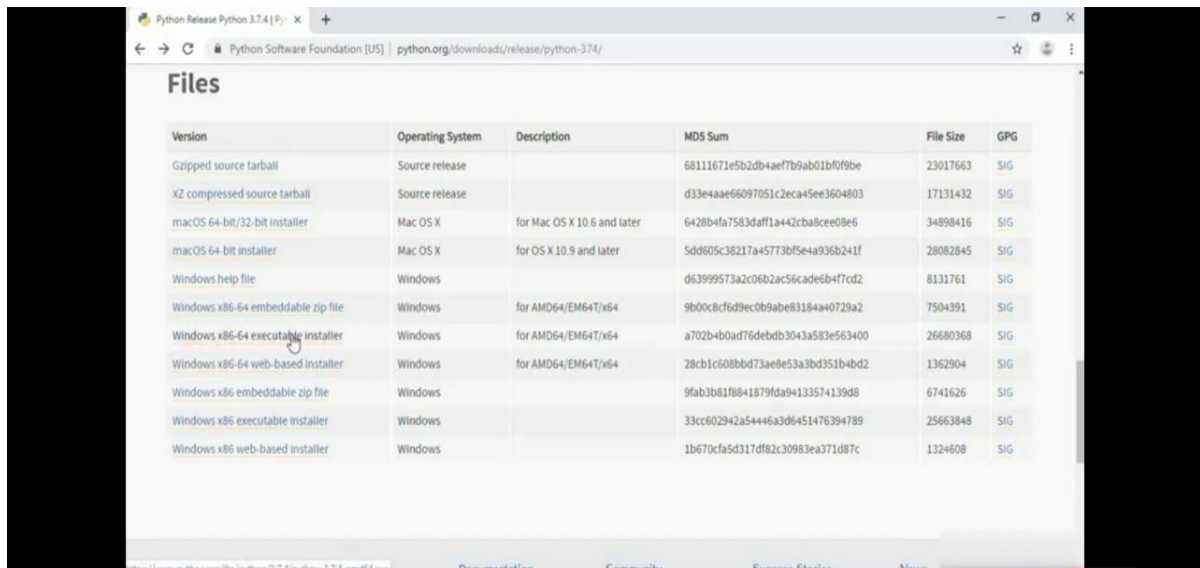 Python Release Python 3.7.4 | Py
Python Software Foundation [US] | python.org/downloads/release/python-374/
Files
Version Operating System Description MD5 Sum File Size GPG
Gzipped source tarball Source release 68111671e5b2db4aef7b9ab01bf0f9be 23017663 SIG
XZ compressed source tarball Source release d33e4aae66097051c2eca45ee3604803 17131432 SIG
macOS 64-bit/32-bit installer Mac OS X for Mac OS X 10.6 and later 6428b4fa7583daff1a442cba8cee08e6 34898416 SIG
macOS 64-bit installer Mac OS X for OS X 10.9 and later 5dd605c38217a45773bf5e4a936b241f 28082845 SIG
Windows help file Windows d63999573a2c06b2ac56cade6b4f7cd2 8131761 SIG
Windows x86-64 embeddable zip file Windows for AMD64/EM64T/x64 9b00c8cf6d9ec0b9abe83184a40729a2 7504391 SIG
Windows x86-64 executable installer Windows for AMD64/EM64T/x64 a702b4b0ad76debdb3043a583e563400 26680368 SIG
Windows x86-64 web-based installer Windows for AMD64/EM64T/x64 28cb1c608bbd73ae8e53a3bd351b4bd2 1362904 SIG
Windows x86 embeddable zip file Windows 9fab3b81f8841879fda94133574139d8 6741626 SIG
Windows x86 executable installer Windows 33cc602942a54446a3d6451476394789 25663848 SIG
Windows x86 web-based installer Windows 1b670cfa5d317df82c30983ea371d87c 1324608 SIG
Documentation Community Success Stories News